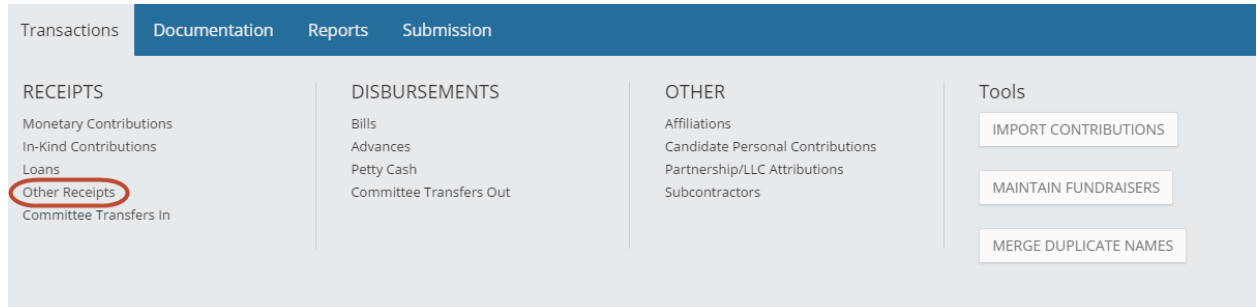 Transactions Documentation Reports Submission
RECEIPTS
Monetary Contributions
In-Kind Contributions
Loans
Other Receipts
Committee Transfers In
DISBURSEMENTS
Bills
Advances
Petty Cash
Committee Transfers Out
OTHER
Affiliations
Candidate Personal Contributions
Partnership/LLC Attributions
Subcontractors
Tools
IMPORT CONTRIBUTIONS
MAINTAIN FUNDRAISERS
MERGE DUPLICATE NAMES